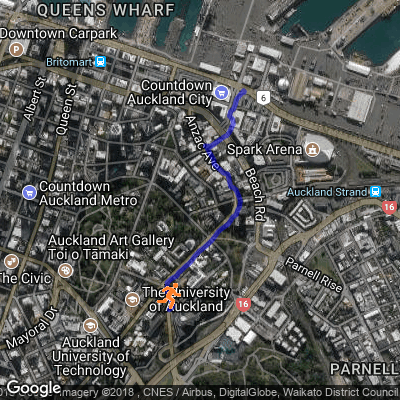 QUEENS WHARF
Downtown Carpark
P
Britomart
Albert St
Queen St
Countdown
Auckland City
6
Anzac Ave
Spark Arena
Beach Rd
Auckland Strand
Countdown
Auckland Metro
16
Auckland Art Gallery
Toi o Tāmaki
The Civic
Parnell Rise
The University
of Auckland
16
Mayoral Dr
Auckland
University of
Technology
PARNELL
Google
Imagery ©2018 , CNES / Airbus, DigitalGlobe, Waikato District Council